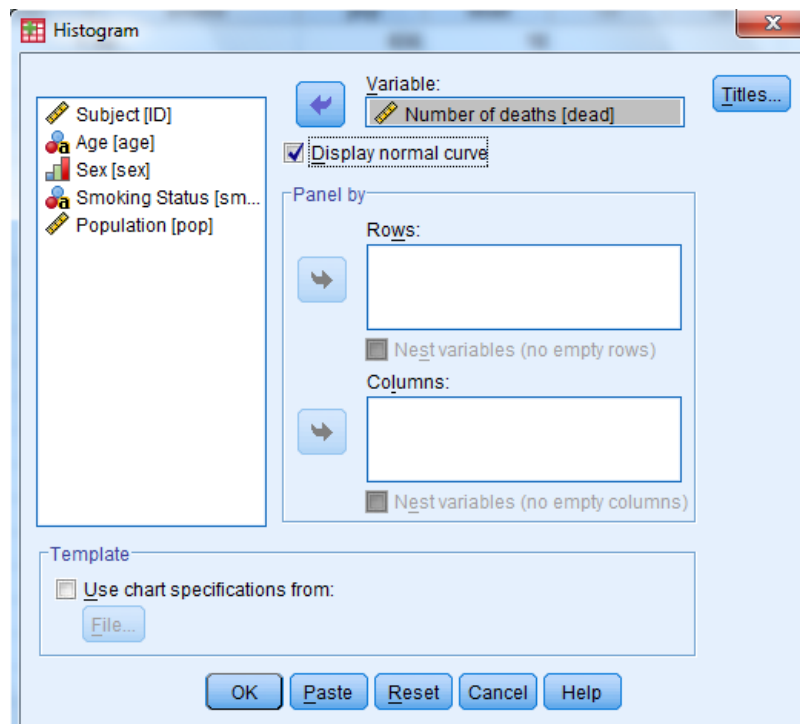 Histogram
Variable:
Number of deaths [dead]
Titles...
Subject [ID]
Age [age]
Sex [sex]
Smoking Status [sm...
Population [pop]
Display normal curve
Panel by
Rows:
Nest variables (no empty rows)
Columns:
Nest variables (no empty columns)
Template
Use chart specifications from:
File...
OK Paste Reset Cancel Help